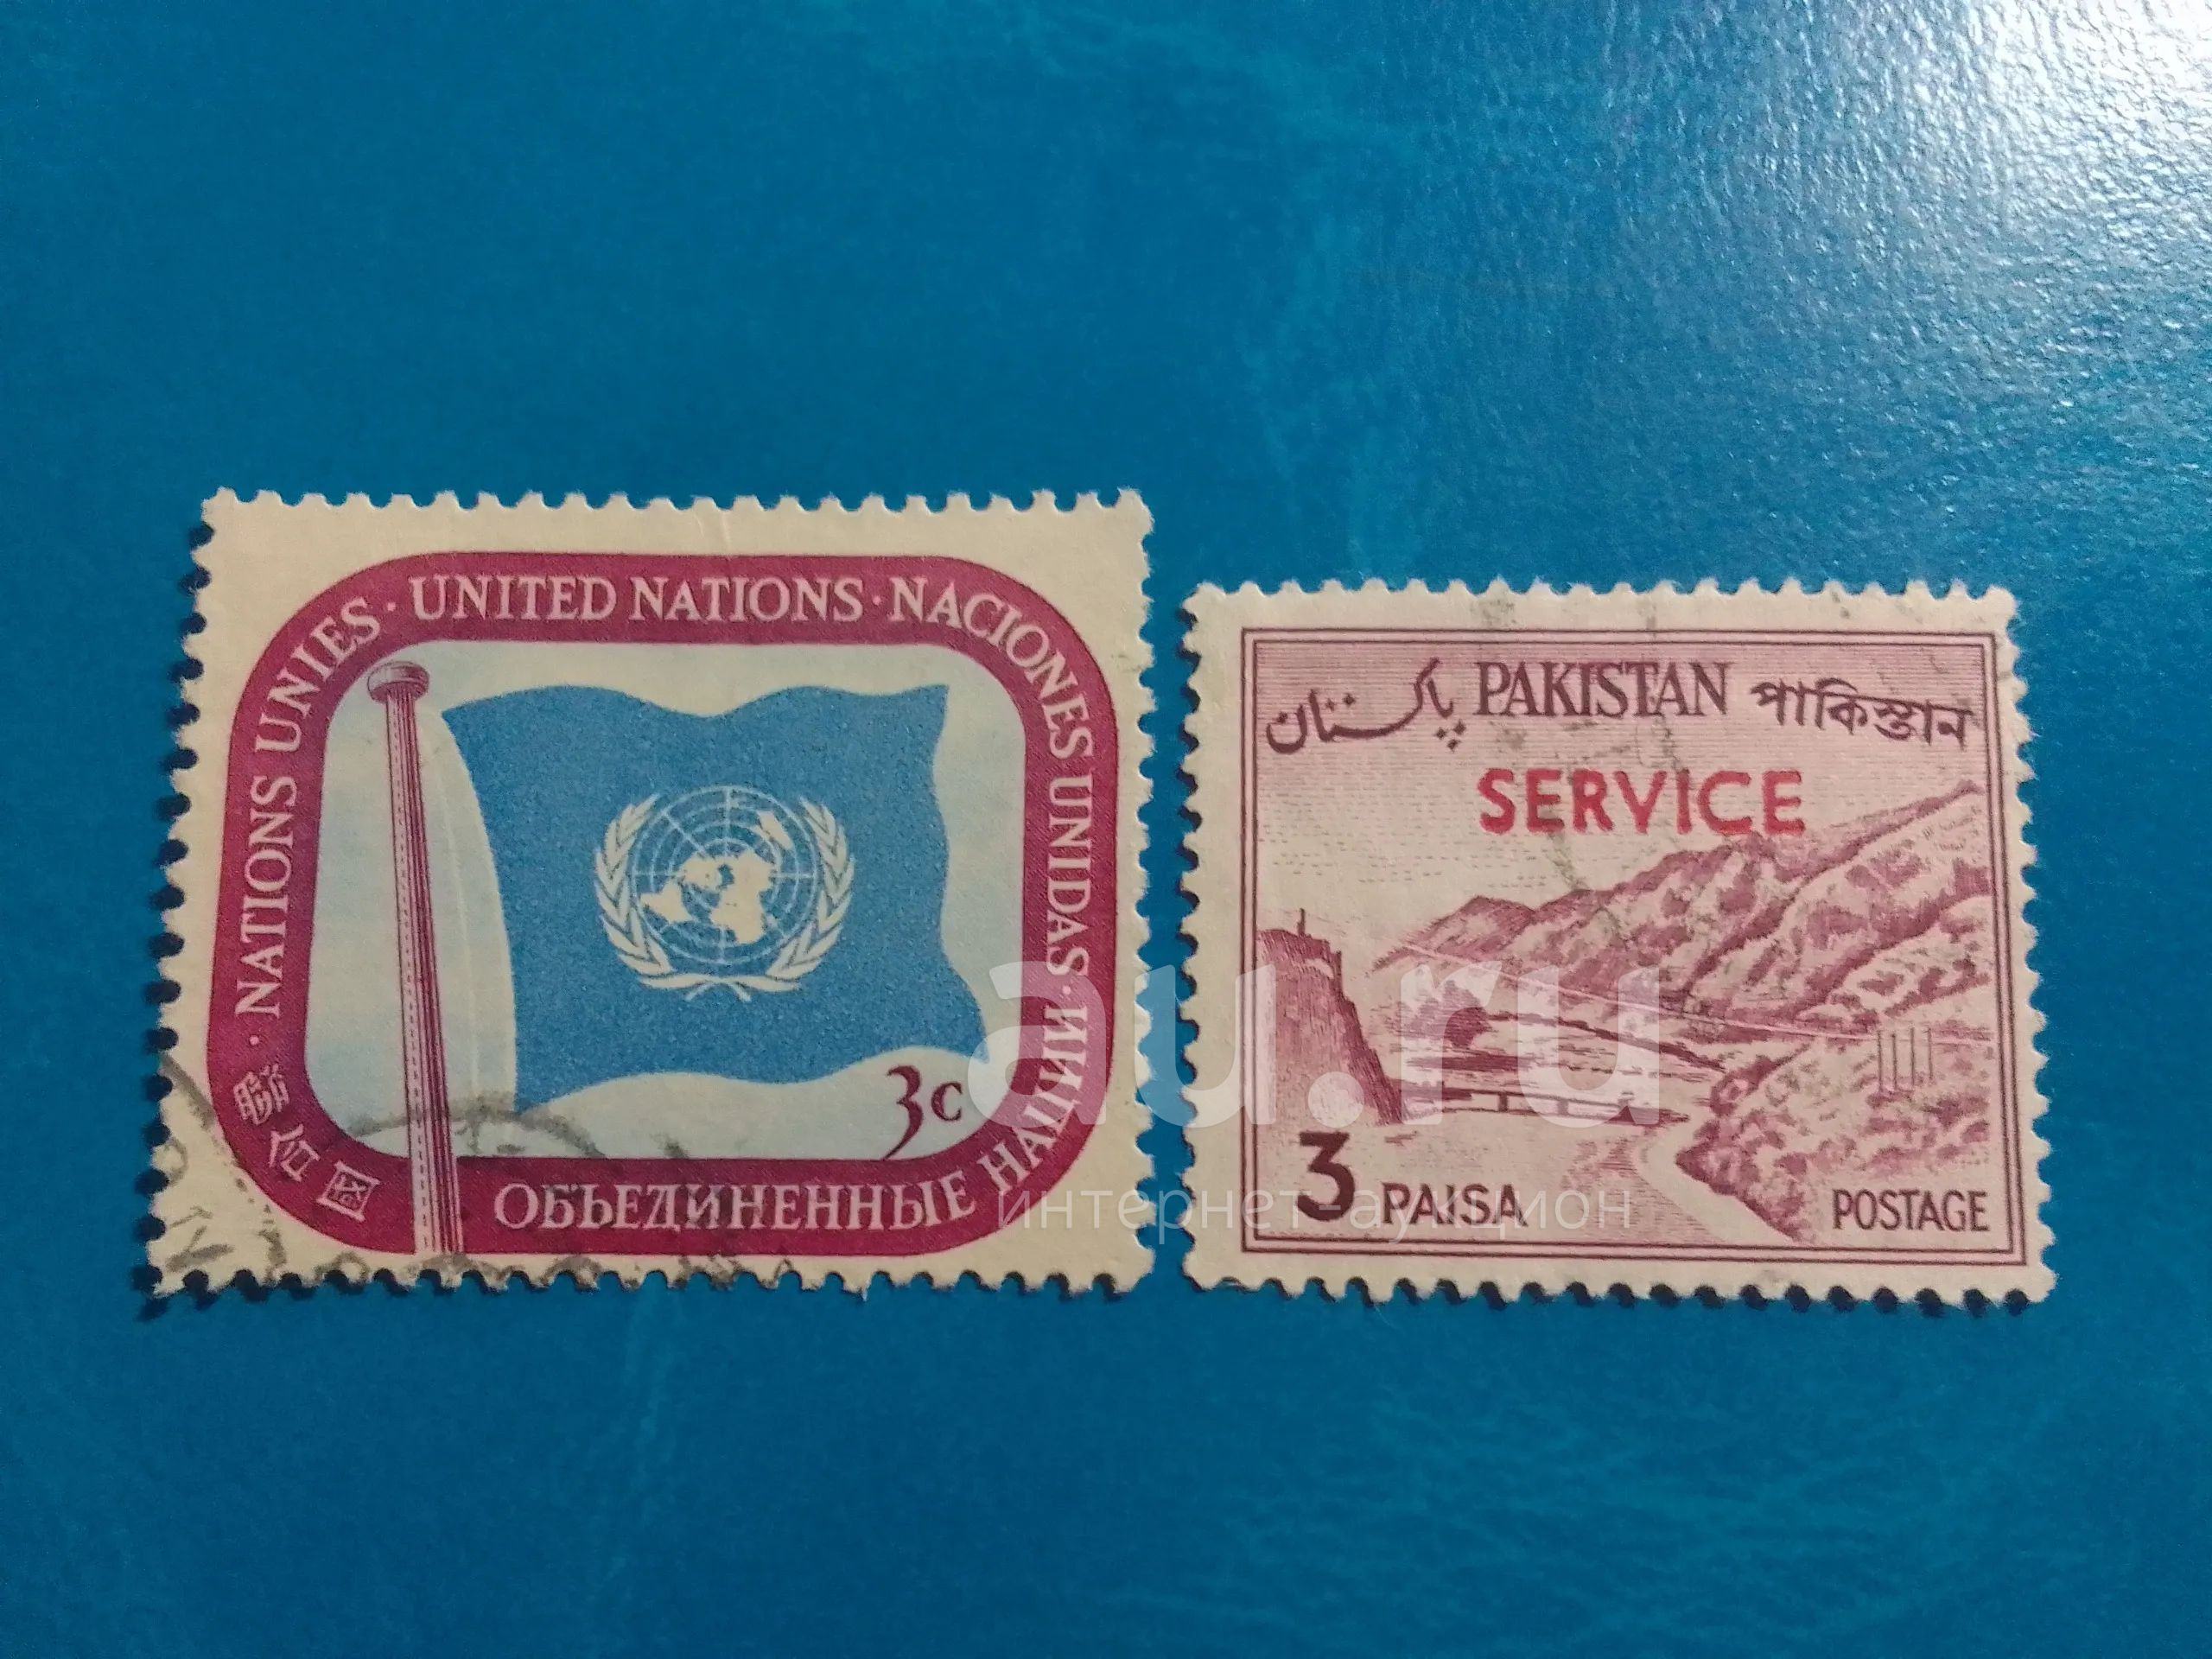 NATIONS UNIES · UNITED NATIONS · NACIONES UNIDAS · ОБЪЕДИНЕННЫЕ НАЦИИ · 聯合國
3c
پاکستان PAKISTAN পাকিস্তান
SERVICE
3 PAISA
POSTAGE
au.ru
интернет-аукцион